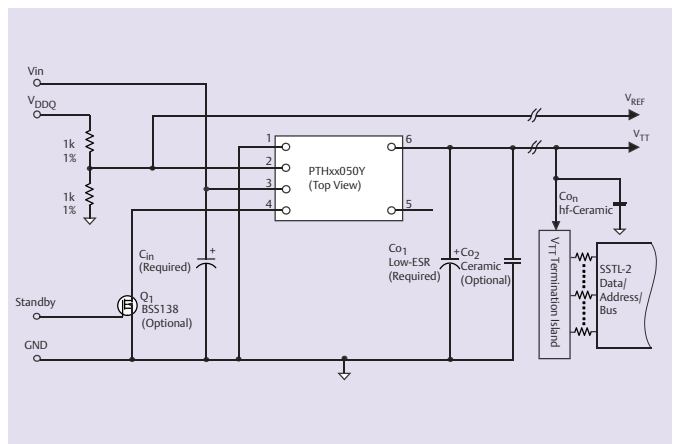 Vin
VDDQ
VREF
VTT
1k
1%
1k
1%
1
2
3
4
6
5
PTHxx050Y
(Top View)
Con
hf-Ceramic
Cin
(Required)
+
Co1
Low-ESR
(Required)
+
Co2
Ceramic
(Optional)
VTT Termination Island
SSTL-2
Data/
Address/
Bus
Standby
Q1
BSS138
(Optional)
GND